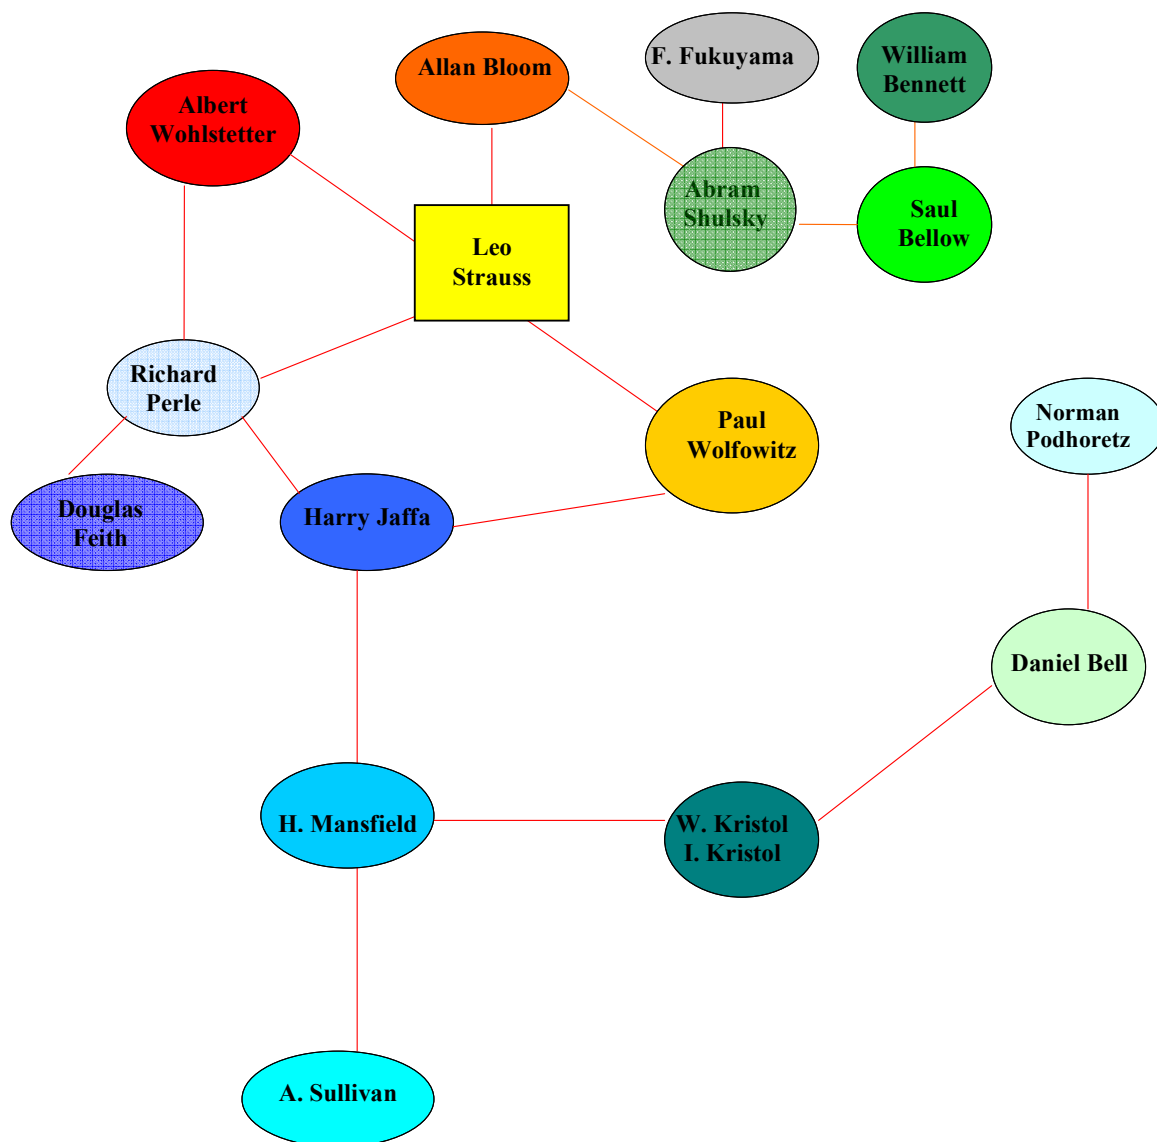 Allan Bloom
F. Fukuyama
William
Bennett
Albert
Wohlstetter
Abram
Shulsky
Saul
Bellow
Leo
Strauss
Richard
Perle
Paul
Wolfowitz
Norman
Podhoretz
Douglas
Feith
Harry Jaffa
Daniel Bell
H. Mansfield
W. Kristol
I. Kristol
A. Sullivan